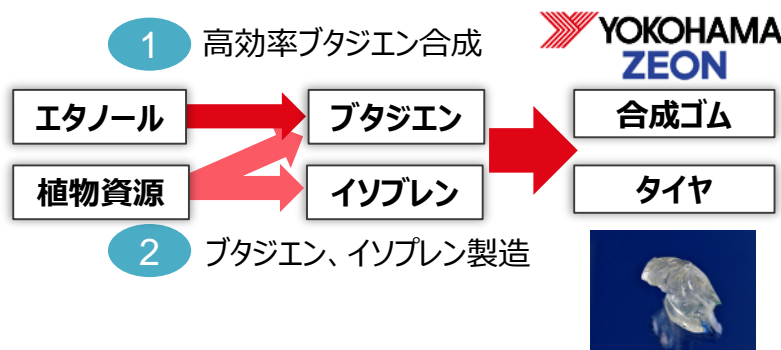 1 高効率ブタジエン合成
YOKOHAMA
ZEON
エタノール
ブタジエン
合成ゴム
植物資源
イソブレン
タイヤ
2 ブタジエン、イソプレン製造